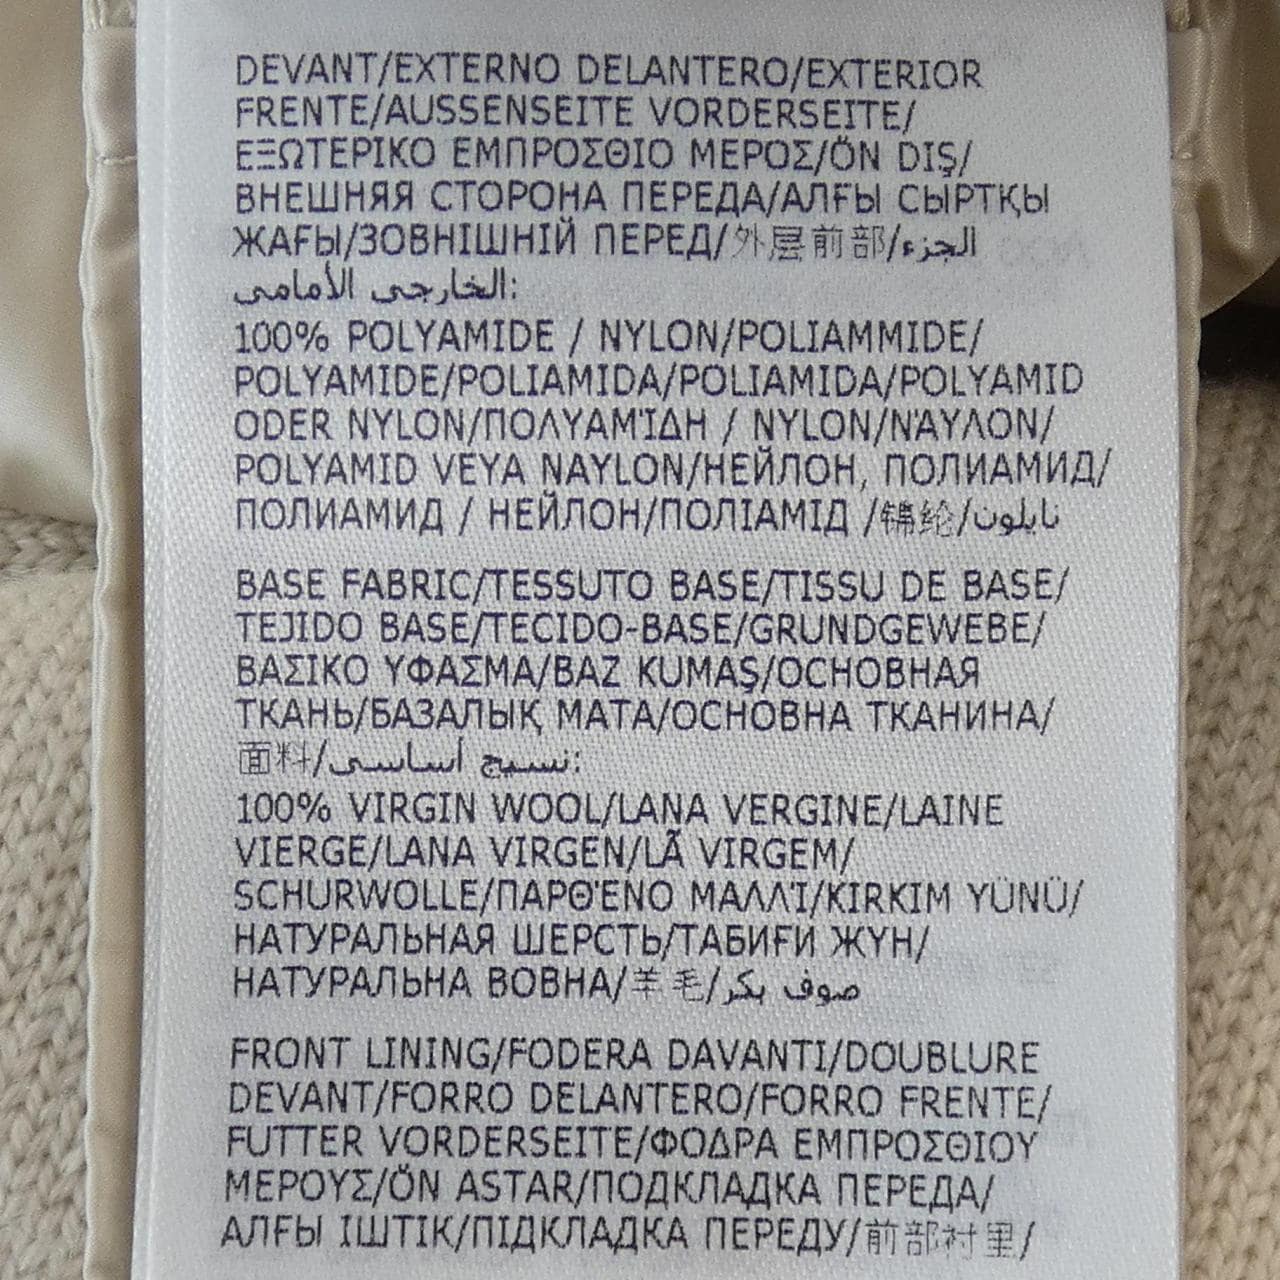 DEVANT/EXTERNO DELANTERO/EXTERIOR
FRENTE/AUSSENSEITE VORDERSEITE/
ΕΞΩΤΕΡΙΚΟ ΕΜΠΡΟΣΘΙΟ ΜΕΡΟΣ/ÖN DIŞ/
ВНЕШНЯЯ СТОРОНА ПЕРЕДА/АЛҒЫ СЫРТҚЫ
ЖАҒЫ/ЗОВНІШНІЙ ПЕРЕД/外层前部/الجزء
الخارجى الأمامى:
100% POLYAMIDE / NYLON/POLIAMMIDE/
POLYAMIDE/POLIAMIDA/POLIAMIDA/POLYAMID
ODER NYLON/ΠΟΛΥΑΜΊΔΗ / NYLON/ΝΆΥΛΟΝ/
POLYAMID VEYA NAYLON/НЕЙЛОН, ПОЛИАМИД/
ПОЛИАМИД / НЕЙЛОН/ПОЛІАМІД /锦纶/نايلون
BASE FABRIC/TESSUTO BASE/TISSU DE BASE/
TEJIDO BASE/TECIDO-BASE/GRUNDGEWEBE/
ΒΑΣΙΚΟ ΥΦΑΣΜΑ/BAZ KUMAŞ/ОСНОВНАЯ
ТКАНЬ/БАЗАЛЫҚ МАТА/ОСНОВНА ТКАНИНА/
面料/نسيج أساسى:
100% VIRGIN WOOL/LANA VERGINE/LAINE
VIERGE/LANA VIRGEN/LÃ VIRGEM/
SCHURWOLLE/ΠΑΡΘΈΝΟ ΜΑΛΛΊ/KIRKIM YÜNÜ/
НАТУРАЛЬНАЯ ШЕРСТЬ/ТАБИҒИ ЖҮН/
НАТУРАЛЬНА ВОВНА/羊毛/صوف بكر
FRONT LINING/FODERA DAVANTI/DOUBLURE
DEVANT/FORRO DELANTERO/FORRO FRENTE/
FUTTER VORDERSEITE/ΦΟΔΡΑ ΕΜΠΡΟΣΘΙΟΥ
ΜΕΡΟΥΣ/ÖN ASTAR/ПОДКЛАДКА ПЕРЕДА/
АЛҒЫ ІШТІК/ПІДКЛАДКА ПЕРЕДУ/前部衬里/